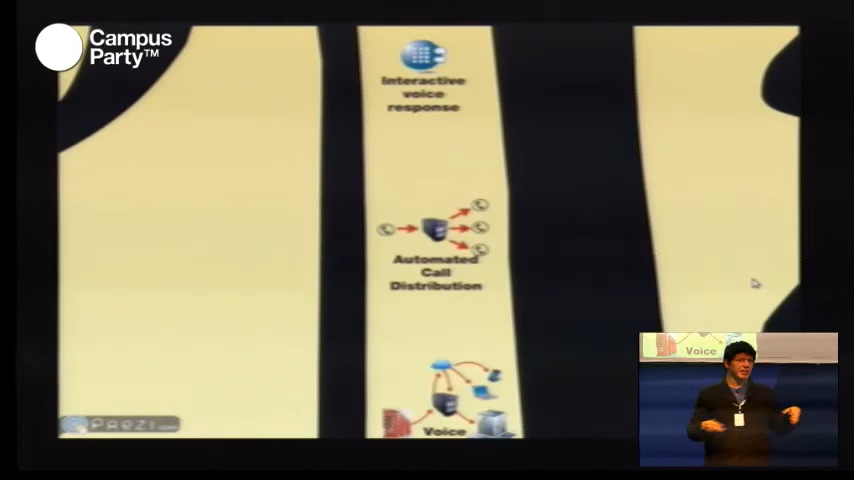 Campus
Party™
Interactive
voice
response
Automated
Call
Distribution
Voice
PREZI.com
Voice